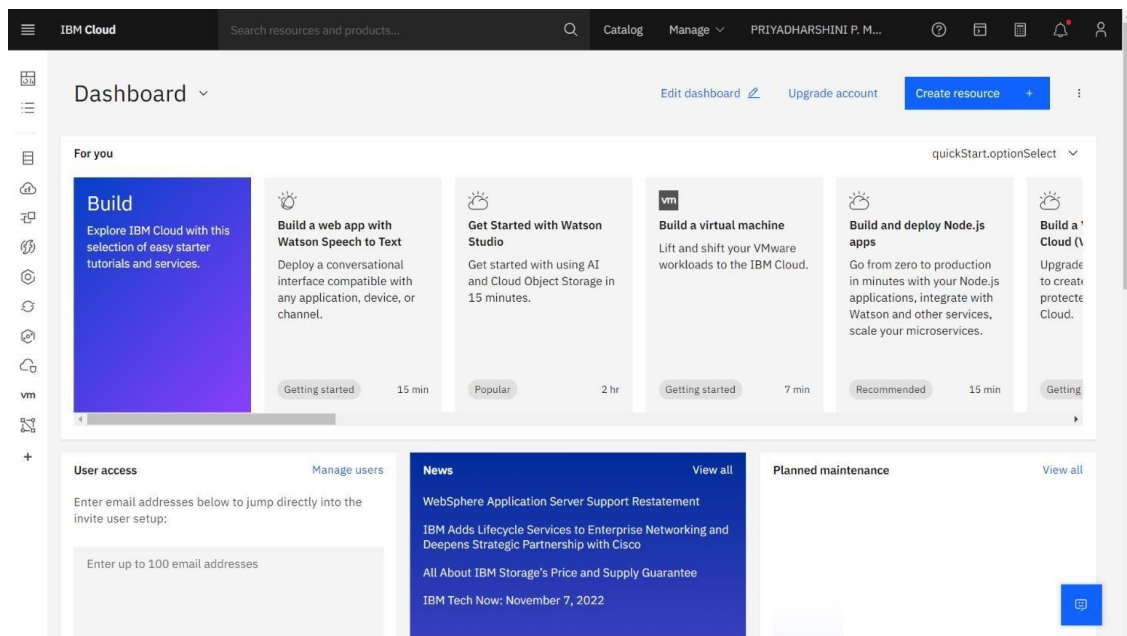 IBM Cloud
Search resources and products...
Catalog
Manage
PRIYADHARSHINI P. M...
Dashboard
Edit dashboard
Upgrade account
Create resource +
For you
quickStart.optionSelect
Build
Explore IBM Cloud with this
selection of easy starter
tutorials and services.
Build a web app with
Watson Speech to Text
Deploy a conversational
interface compatible with
any application, device, or
channel.
Getting started 15 min
Get Started with Watson
Studio
Get started with using AI
and Cloud Object Storage in
15 minutes.
Popular 2 hr
vm
Build a virtual machine
Lift and shift your VMware
workloads to the IBM Cloud.
Getting started 7 min
Build and deploy Node.js
apps
Go from zero to production
in minutes with your Node.js
applications, integrate with
Watson and other services,
scale your microservices.
Recommended 15 min
Build a
Cloud (
Upgrade
to create
protecte
Cloud.
Getting
vm
User access
Manage users
Enter email addresses below to jump directly into the
invite user setup:
Enter up to 100 email addresses
News
View all
WebSphere Application Server Support Restatement
IBM Adds Lifecycle Services to Enterprise Networking and
Deepens Strategic Partnership with Cisco
All About IBM Storage's Price and Supply Guarantee
IBM Tech Now: November 7, 2022
Planned maintenance
View all